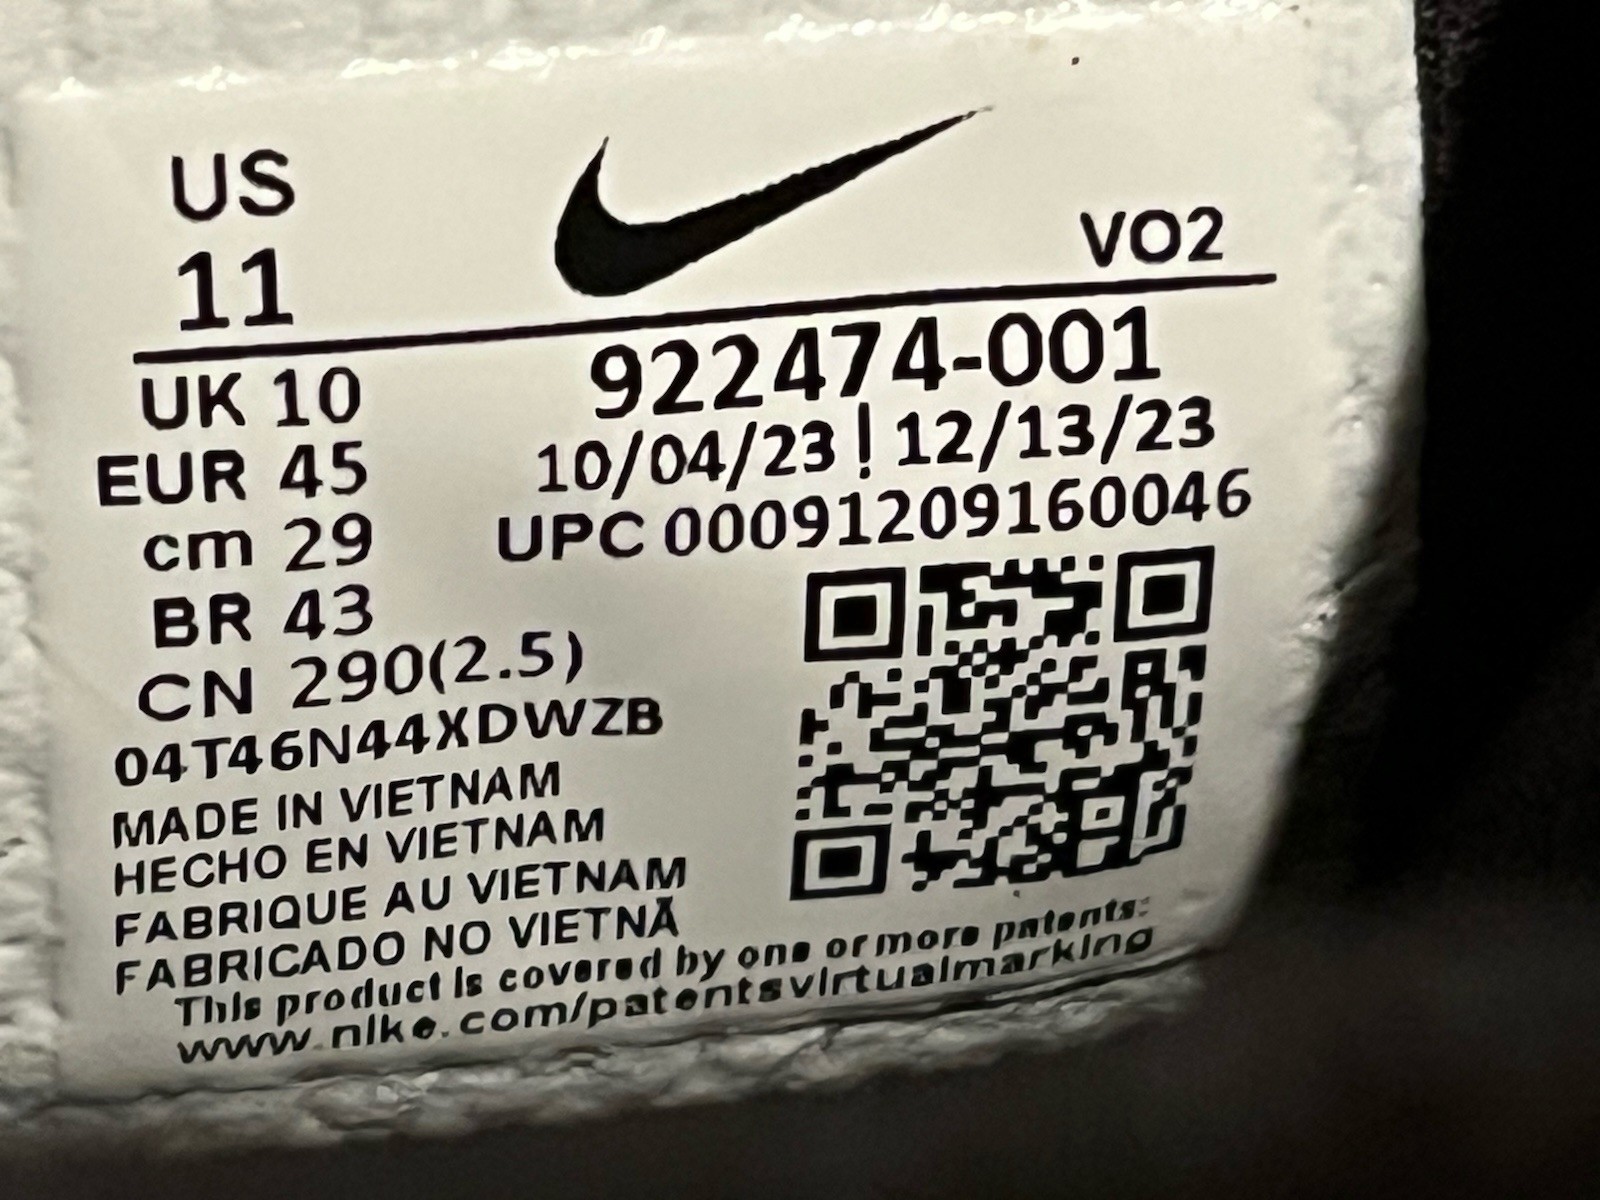 US
11
VO2
UK 10
EUR 45
cm 29
BR 43
CN 290(2.5)
922474-001
10/04/23 ! 12/13/23
UPC 00091209160046
04T46N44XDWZB
MADE IN VIETNAM
HECHO EN VIETNAM
FABRIQUE AU VIETNAM
FABRICADO NO VIETNÃ
This product is covered by one or more patents:
www.nike.com/patentsvirtualmarking